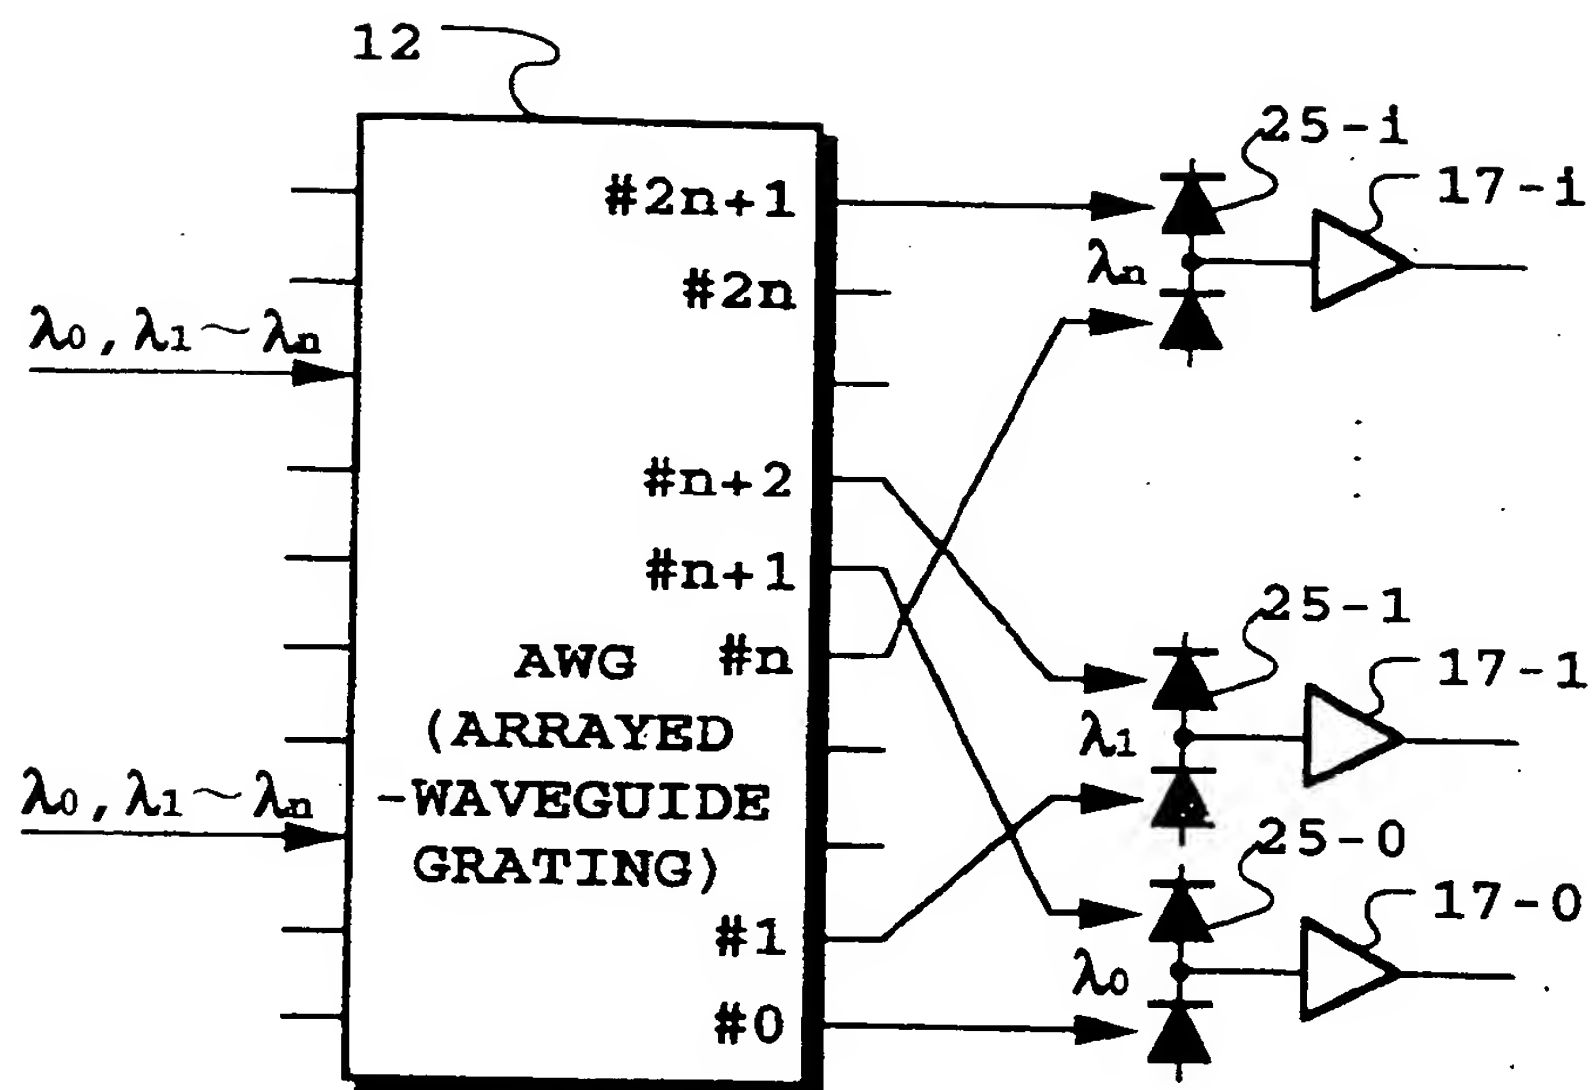 12
25-i
#2n+1
17-i
λn
#2n
λ0, λ1~λn
#n+2
#n+1
25-1
AWG #n
17-1
(ARRAYED
λ1
-WAVEGUIDE
λ0, λ1~λn
25-0
GRATING)
17-0
#1
λ0
#0